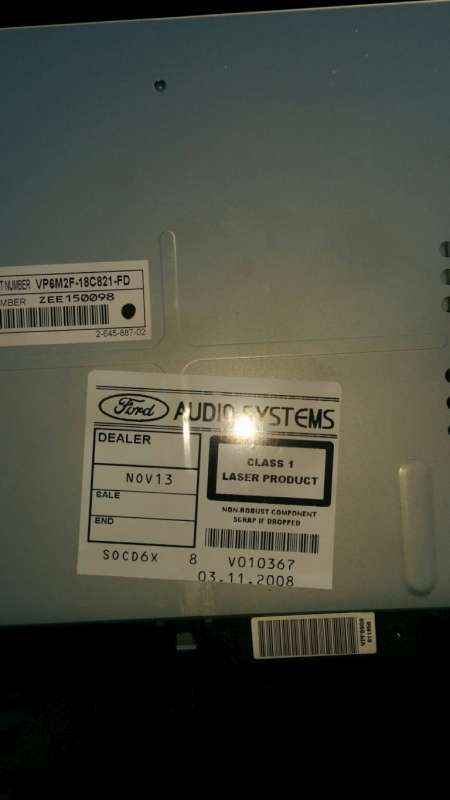 T NUMBER VP6M2F-18C821-FD
MBER ZEE150098
2-645-887-02
Ford AUDIO SYSTEMS
DEALER
NOV13
SALE
END
CLASS 1
LASER PRODUCT
NON-ROBUST COMPONENT
SCRAP IF DROPPED
SOCD6X 8 V010367
03.11.2008